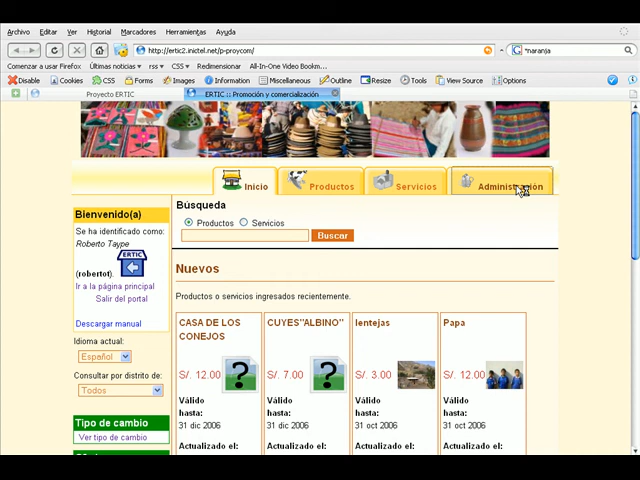 Archivo Editar Ver Historial Marcadores Herramientas Ayuda
http://ertic2.inictel.net/p-proycom/
*naranja
Comenzar a usar Firefox Última noticias rss CSS Redimensionar All-In-One Video Bookm...
Disable Cookies CSS Forms Images Information Miscellaneous Outline Resize Tools View Source Options
Proyecto ERTIC
ERTIC :: Promoción y comercialización
Inicio Productos Servicios Administración
Bienvenido(a)
Se ha identificado como:
Roberto Taype
ERTIC
(robertot).
Ir a la página principal
Salir del portal
Descargar manual
Idioma actual:
Español
Consultar por distrito de:
Todos
Tipo de cambio
Ver tipo de cambio
Búsqueda
Productos Servicios
Buscar
Nuevos
Productos o servicios ingresados recientemente.
CASA DE LOS CONEJOS
S/. 12.00
Válido hasta:
31 dic 2006
Actualizado el:
CUYES"ALBINO"
S/. 7.00
Válido hasta:
31 dic 2006
Actualizado el:
lentejas
S/. 3.00
Válido hasta:
31 oct 2006
Actualizado el:
Papa
S/. 12.00
Válido hasta:
31 oct 2006
Actualizado el: